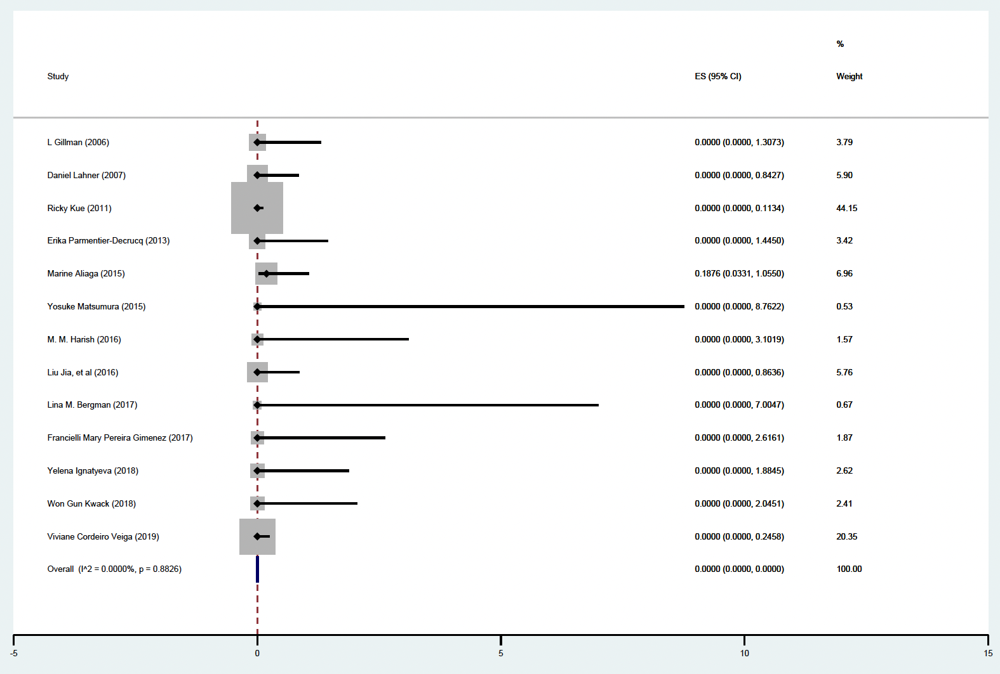 %
Study ES (95% CI) Weight
L Gillman (2006) 0.0000 (0.0000, 1.3073) 3.79
Daniel Lahner (2007) 0.0000 (0.0000, 0.8427) 5.90
Ricky Kue (2011) 0.0000 (0.0000, 0.1134) 44.15
Erika Parmentier-Decrucq (2013) 0.0000 (0.0000, 1.4450) 3.42
Marine Aliaga (2015) 0.1876 (0.0331, 1.0550) 6.96
Yosuke Matsumura (2015) 0.0000 (0.0000, 8.7622) 0.53
M. M. Harish (2016) 0.0000 (0.0000, 3.1019) 1.57
Liu Jia, et al (2016) 0.0000 (0.0000, 0.8636) 5.76
Lina M. Bergman (2017) 0.0000 (0.0000, 7.0047) 0.67
Francielli Mary Pereira Gimenez (2017) 0.0000 (0.0000, 2.6161) 1.87
Yelena Ignatyeva (2018) 0.0000 (0.0000, 1.8845) 2.62
Won Gun Kwack (2018) 0.0000 (0.0000, 2.0451) 2.41
Viviane Cordeiro Veiga (2019) 0.0000 (0.0000, 0.2458) 20.35
Overall (I^2 = 0.0000%, p = 0.8826) 0.0000 (0.0000, 0.0000) 100.00
-5 0 5 10 15